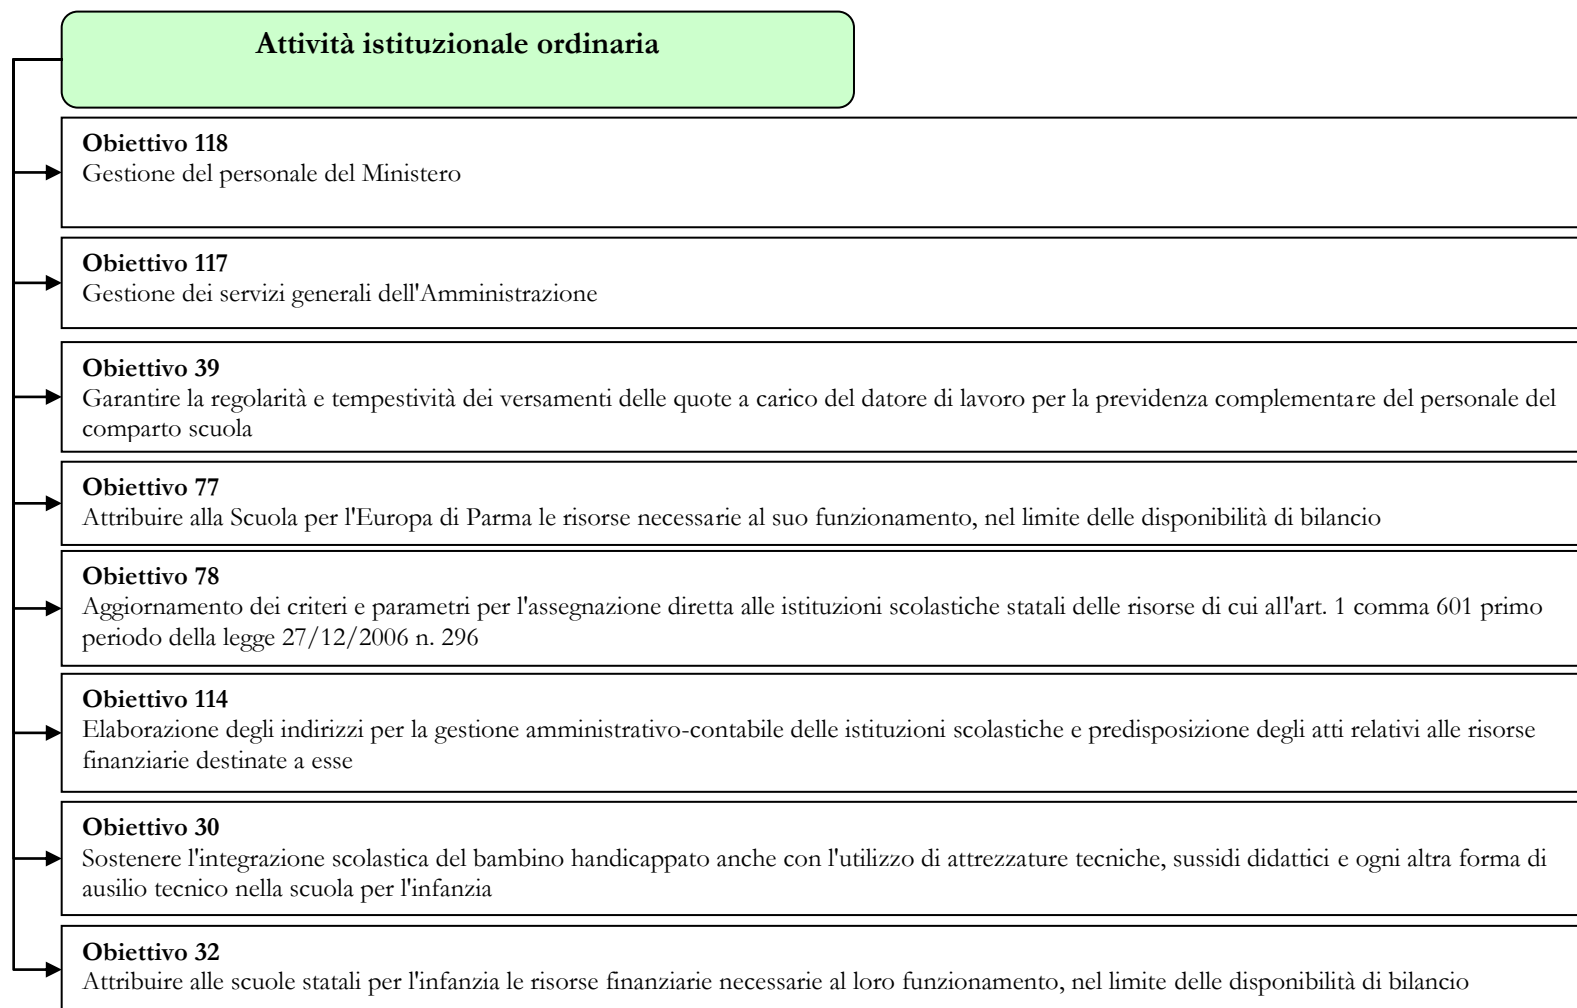 Attività istituzionale ordinaria
Obiettivo 118
Gestione del personale del Ministero
Obiettivo 117
Gestione dei servizi generali dell'Amministrazione
Obiettivo 39
Garantire la regolarità e tempestività dei versamenti delle quote a carico del datore di lavoro per la previdenza complementare del personale del
comparto scuola
Obiettivo 77
Attribuire alla Scuola per l'Europa di Parma le risorse necessarie al suo funzionamento, nel limite delle disponibilità di bilancio
Obiettivo 78
Aggiornamento dei criteri e parametri per l'assegnazione diretta alle istituzioni scolastiche statali delle risorse di cui all'art. 1 comma 601 primo
periodo della legge 27/12/2006 n. 296
Obiettivo 114
Elaborazione degli indirizzi per la gestione amministrativo-contabile delle istituzioni scolastiche e predisposizione degli atti relativi alle risorse
finanziarie destinate a esse
Obiettivo 30
Sostenere l'integrazione scolastica del bambino handicappato anche con l'utilizzo di attrezzature tecniche, sussidi didattici e ogni altra forma di
ausilio tecnico nella scuola per l'infanzia
Obiettivo 32
Attribuire alle scuole statali per l'infanzia le risorse finanziarie necessarie al loro funzionamento, nel limite delle disponibilità di bilancio